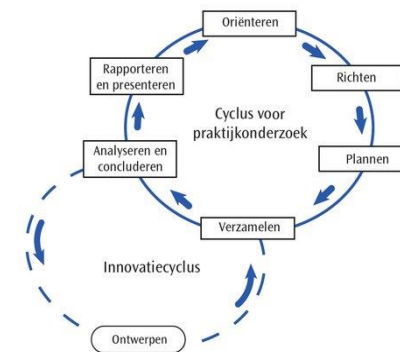 Oriënteren
Rapporteren
en presenteren
Richten
Cyclus voor
praktijkonderzoek
Analyseren en
concluderen
Plannen
Verzamelen
Innovatiecyclus
Ontwerpen